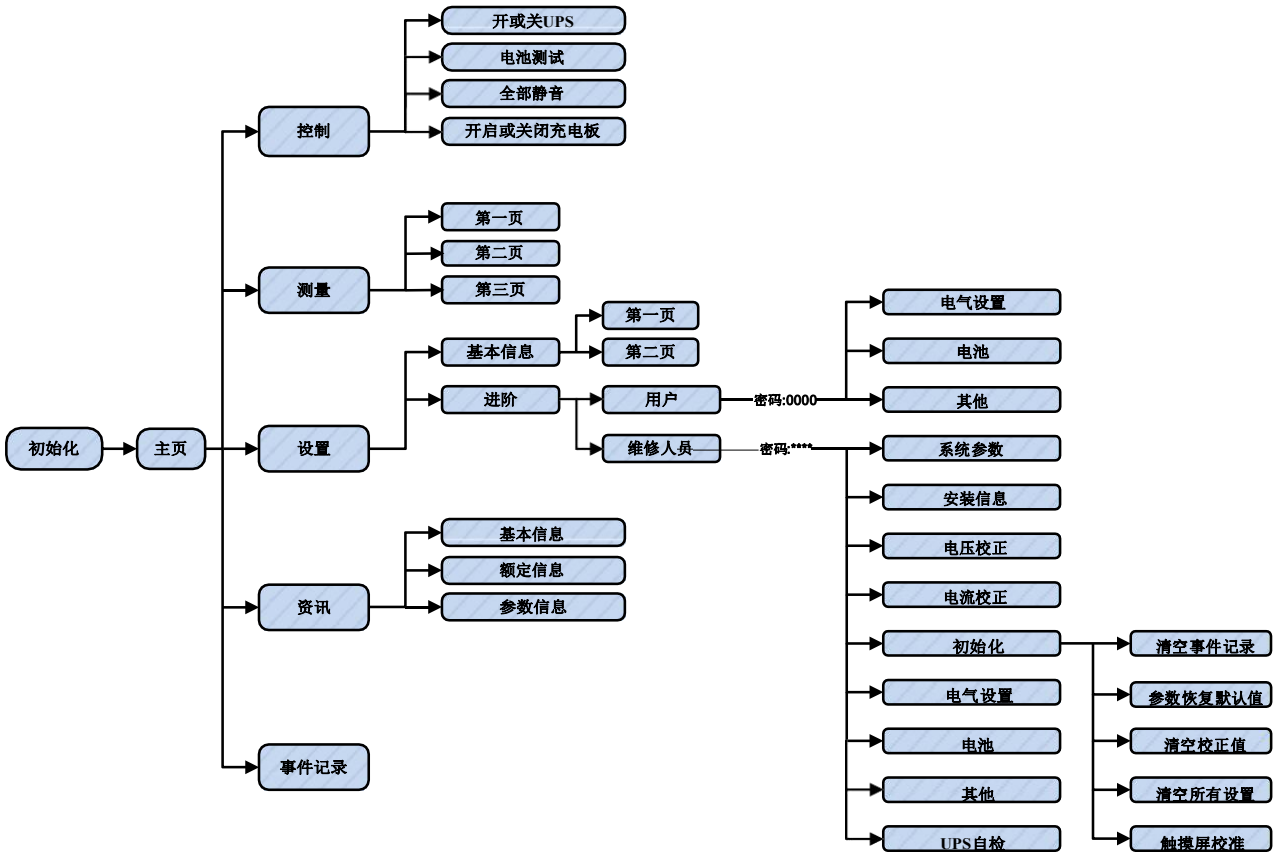 开或关UPS
电池测试
全部静音
控制
开启或关闭充电板
第一页
第二页
测量
第三页
电气设置
第一页
基本信息
第二页
电池
进阶
用户
密码:0000
其他
初始化
主页
设置
维修人员
密码:****
系统参数
安装信息
基本信息
电压校正
额定信息
电流校正
资讯
参数信息
初始化
清空事件记录
电气设置
参数恢复默认值
电池
清空校正值
事件记录
其他
清空所有设置
UPS自检
触摸屏校准